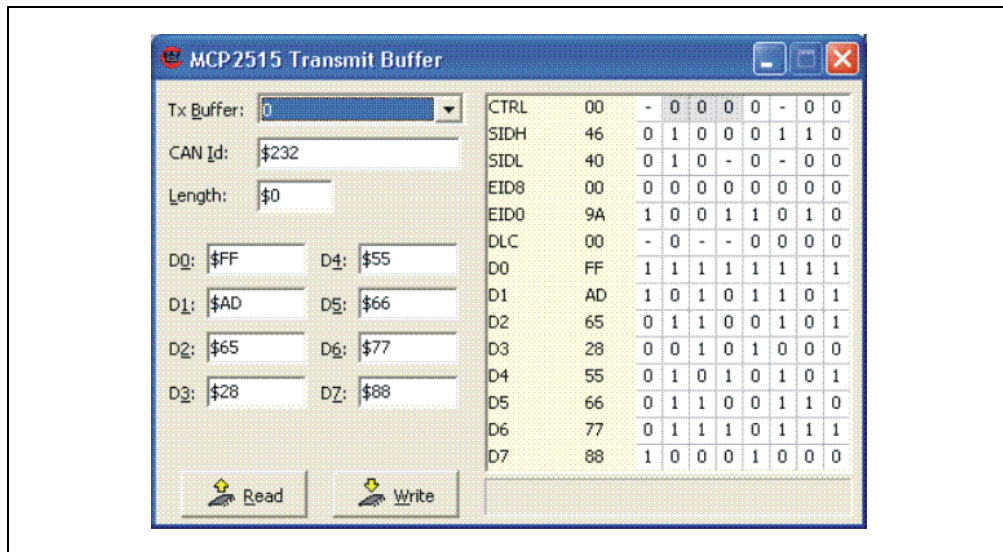 MCP2515 Transmit Buffer
Tx Buffer: 0
CAN Id: $232
Length: $0
D0: $FF D4: $55
D1: $AD D5: $66
D2: $65 D6: $77
D3: $28 D7: $88
Read Write
CTRL 00 - 0 0 0 0 - 0 0
SIDH 46 0 1 0 0 0 1 1 0
SIDL 40 0 1 0 - 0 - 0 0
EID8 00 0 0 0 0 0 0 0 0
EID0 9A 1 0 0 1 1 0 1 0
DLC 00 - 0 - - 0 0 0 0
D0 FF 1 1 1 1 1 1 1 1
D1 AD 1 0 1 0 1 1 0 1
D2 65 0 1 1 0 0 1 0 1
D3 28 0 0 1 0 1 0 0 0
D4 55 0 1 0 1 0 1 0 1
D5 66 0 1 1 0 0 1 1 0
D6 77 0 1 1 1 0 1 1 1
D7 88 1 0 0 0 1 0 0 0